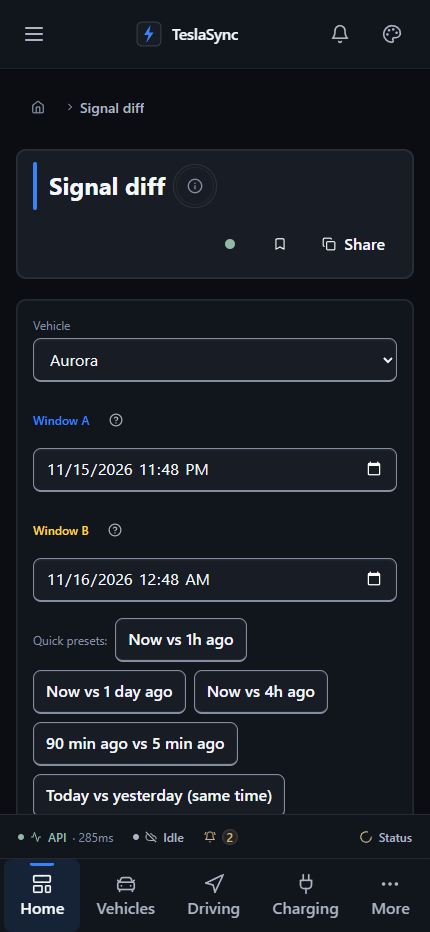 TeslaSync
Signal diff
Signal diff
Share
Vehicle
Aurora
Window A
11/15/2026 11:48 PM
Window B
11/16/2026 12:48 AM
Quick presets: Now vs 1h ago
Now vs 1 day ago Now vs 4h ago
90 min ago vs 5 min ago
Today vs yesterday (same time)
API · 285ms Idle 2 Status
Home Vehicles Driving Charging More